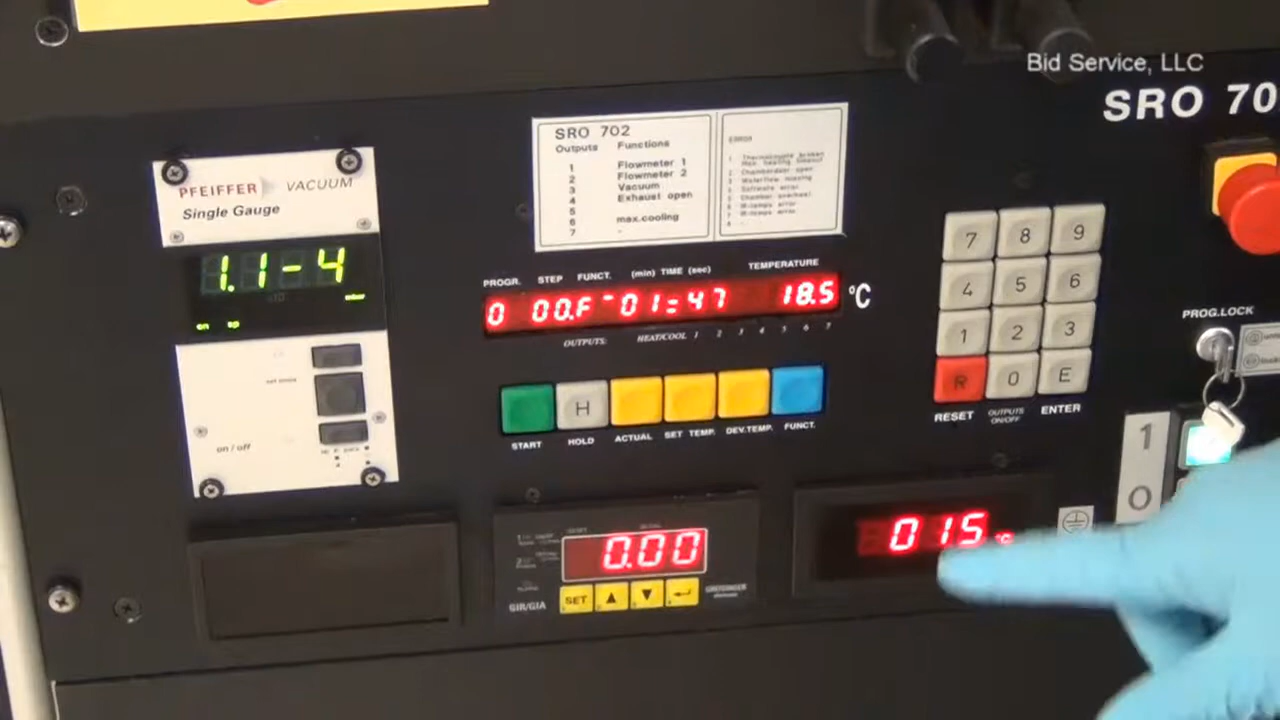 Bid Service, LLC
SRO 70
PFEIFFER VACUUM
Single Gauge
1.1-4
mbar
on / off
SRO 702
Outputs Functions
1 Flowmeter 1
2 Flowmeter 2
3 Vacuum
4 Exhaust open
5
6 max.cooling
7 -
ERROR
PROGR. STEP FUNCT. (min) TIME (sec) TEMPERATURE
0 00.F 01:47 18.5 °C
OUTPUTS: HEAT/COOL 1 2 3 4 5 6 7
H
START HOLD ACTUAL SET TEMP. DEV.TEMP. FUNCT.
7 8 9
4 5 6
1 2 3
R 0 E
RESET OUTPUTS ON/OFF ENTER
PROG.LOCK
1
0
0.00
SET
GIR/GIA
GREISINGER
015 °C